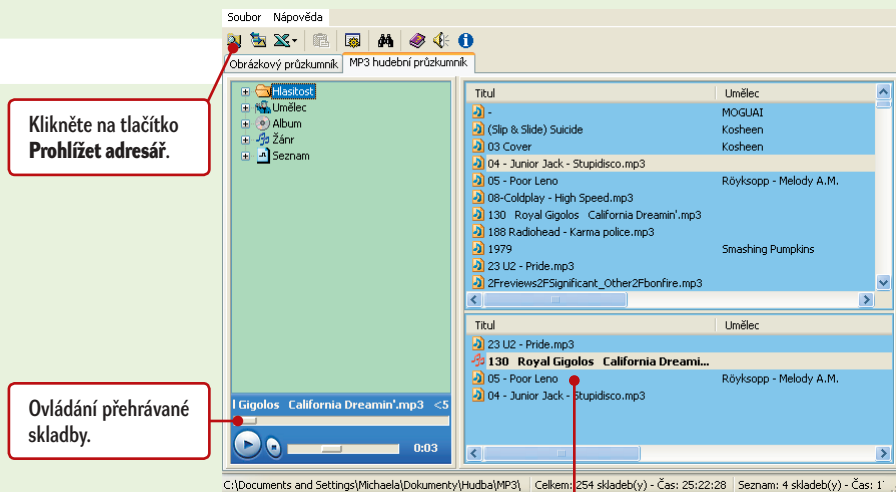 Soubor Nápověda
Obrázkový průzkumník MP3 hudební průzkumník
Klikněte na tlačítko
Prohlížet adresář.
Hlasitost
Umělec
Album
Žánr
Seznam
Titul Umělec
- MOGUAI
(Slip & Slide) Suicide Kosheen
03 Cover Kosheen
04 - Junior Jack - Stupidisco.mp3
05 - Poor Leno Röyksopp - Melody A.M.
08-Coldplay - High Speed.mp3
130 Royal Gigolos California Dreamin'.mp3
188 Radiohead - Karma police.mp3
1979 Smashing Pumpkins
23 U2 - Pride.mp3
2Freviews2FSignificant_Other2Fbonfire.mp3
Titul Umělec
23 U2 - Pride.mp3
130 Royal Gigolos California Dreami...
05 - Poor Leno Röyksopp - Melody A.M.
04 - Junior Jack - Stupidisco.mp3
Ovládání přehrávané
skladby.
l Gigolos California Dreamin'.mp3 <5
0:03
C:\Documents and Settings\Michaela\Dokumenty\Hudba\MP3\ Celkem: 254 skladeb(y) - Čas: 25:22:28 Seznam: 4 skladeb(y) - Čas: 1